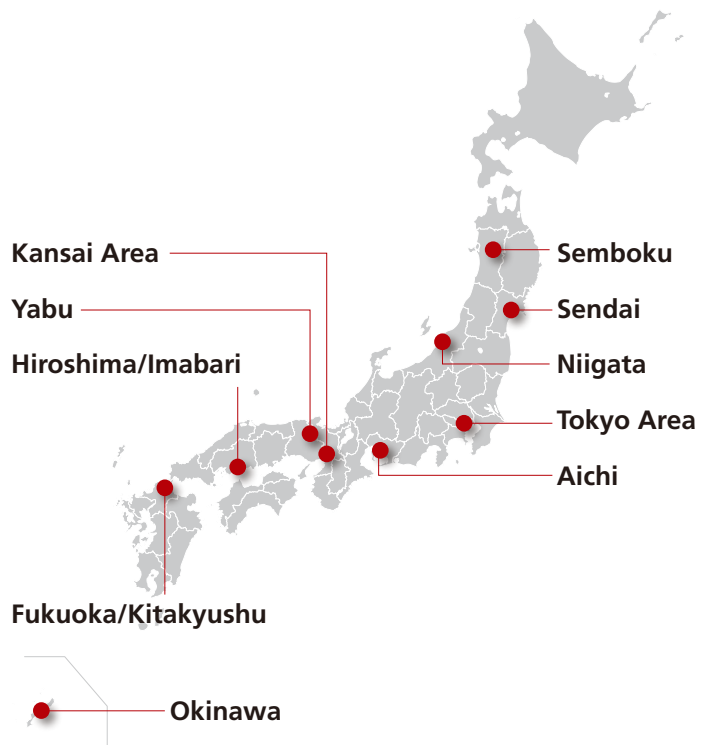 Kansai Area
Yabu
Hiroshima/Imabari
Semboku
Sendai
Niigata
Tokyo Area
Aichi
Fukuoka/Kitakyushu
Okinawa